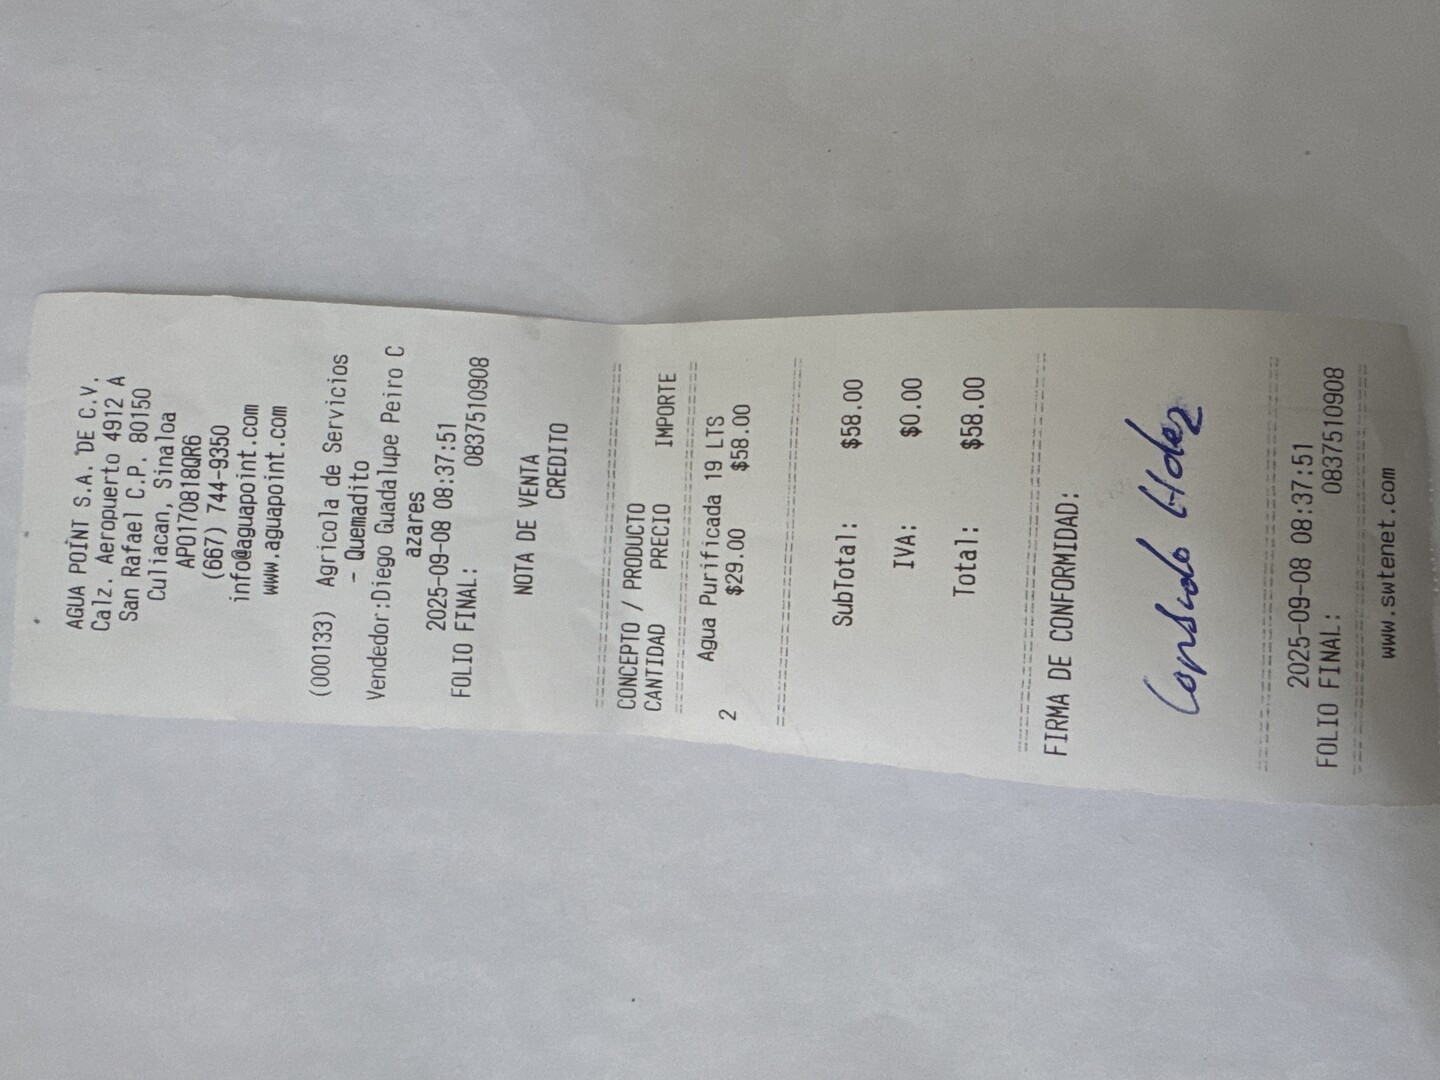 AGUA POINT S.A. DE C.V.
Calz. Aeropuerto 4912 A
San Rafael C.P. 80150
Culiacan, Sinaloa
APO170818QR6
(667) 744-9350
info@aguapoint.com
www.aguapoint.com
(000133) Agricola de Servicios
- Quemadito
Vendedor:Diego Guadalupe Peiro C
azares
2025-09-08 08:37:51
FOLIO FINAL: 0837510908
NOTA DE VENTA
CREDITO
CONCEPTO / PRODUCTO
CANTIDAD PRECIO IMPORTE
Agua Purificada 19 LTS
2 $29.00 $58.00
SubTotal: $58.00
IVA: $0.00
Total: $58.00
FIRMA DE CONFORMIDAD:
Hdez
2025-09-08 08:37:51
FOLIO FINAL: 0837510908
www.swtenet.com